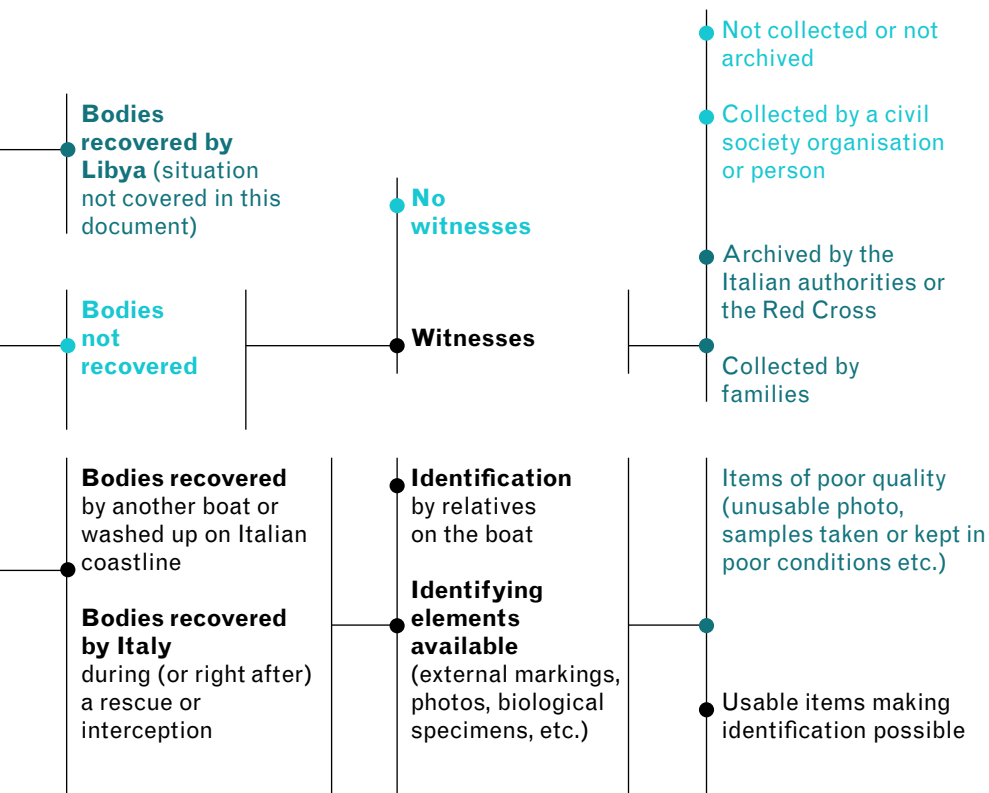 Bodies
recovered by
Libya (situation
not covered in this
document)
Bodies
not
recovered
Bodies recovered
by another boat or
washed up on Italian
coastline
Bodies recovered
by Italy
during (or right after)
a rescue or
interception
No
witnesses
Witnesses
Identification
by relatives
on the boat
Identifying
elements
available
(external markings,
photos, biological
specimens, etc.)
Not collected or not
archived
Collected by a civil
society organisation
or person
Archived by the
Italian authorities or
the Red Cross
Collected by
families
Items of poor quality
(unusable photo,
samples taken or kept in
poor conditions etc.)
Usable items making
identification possible